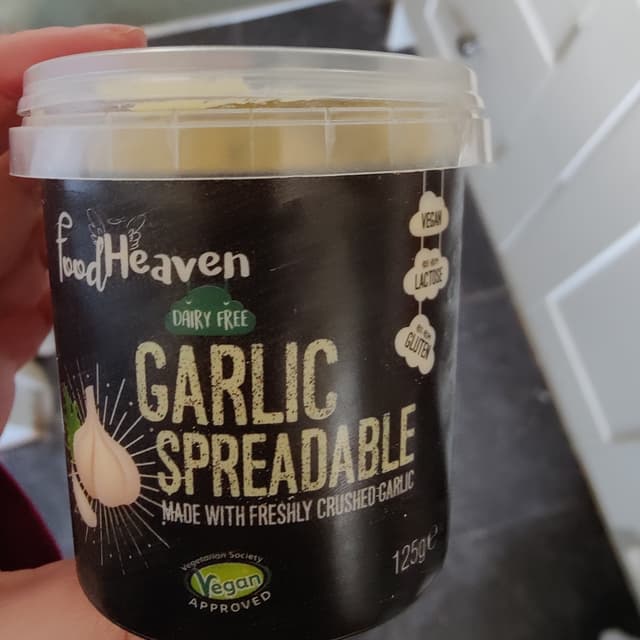 foodHeaven
DAIRY FREE
GARLIC
SPREADABLE
MADE WITH FRESHLY CRUSHED GARLIC
125g℮
Vegetarian Society
Vegan
APPROVED
VEGAN
LACTOSE
GLUTEN